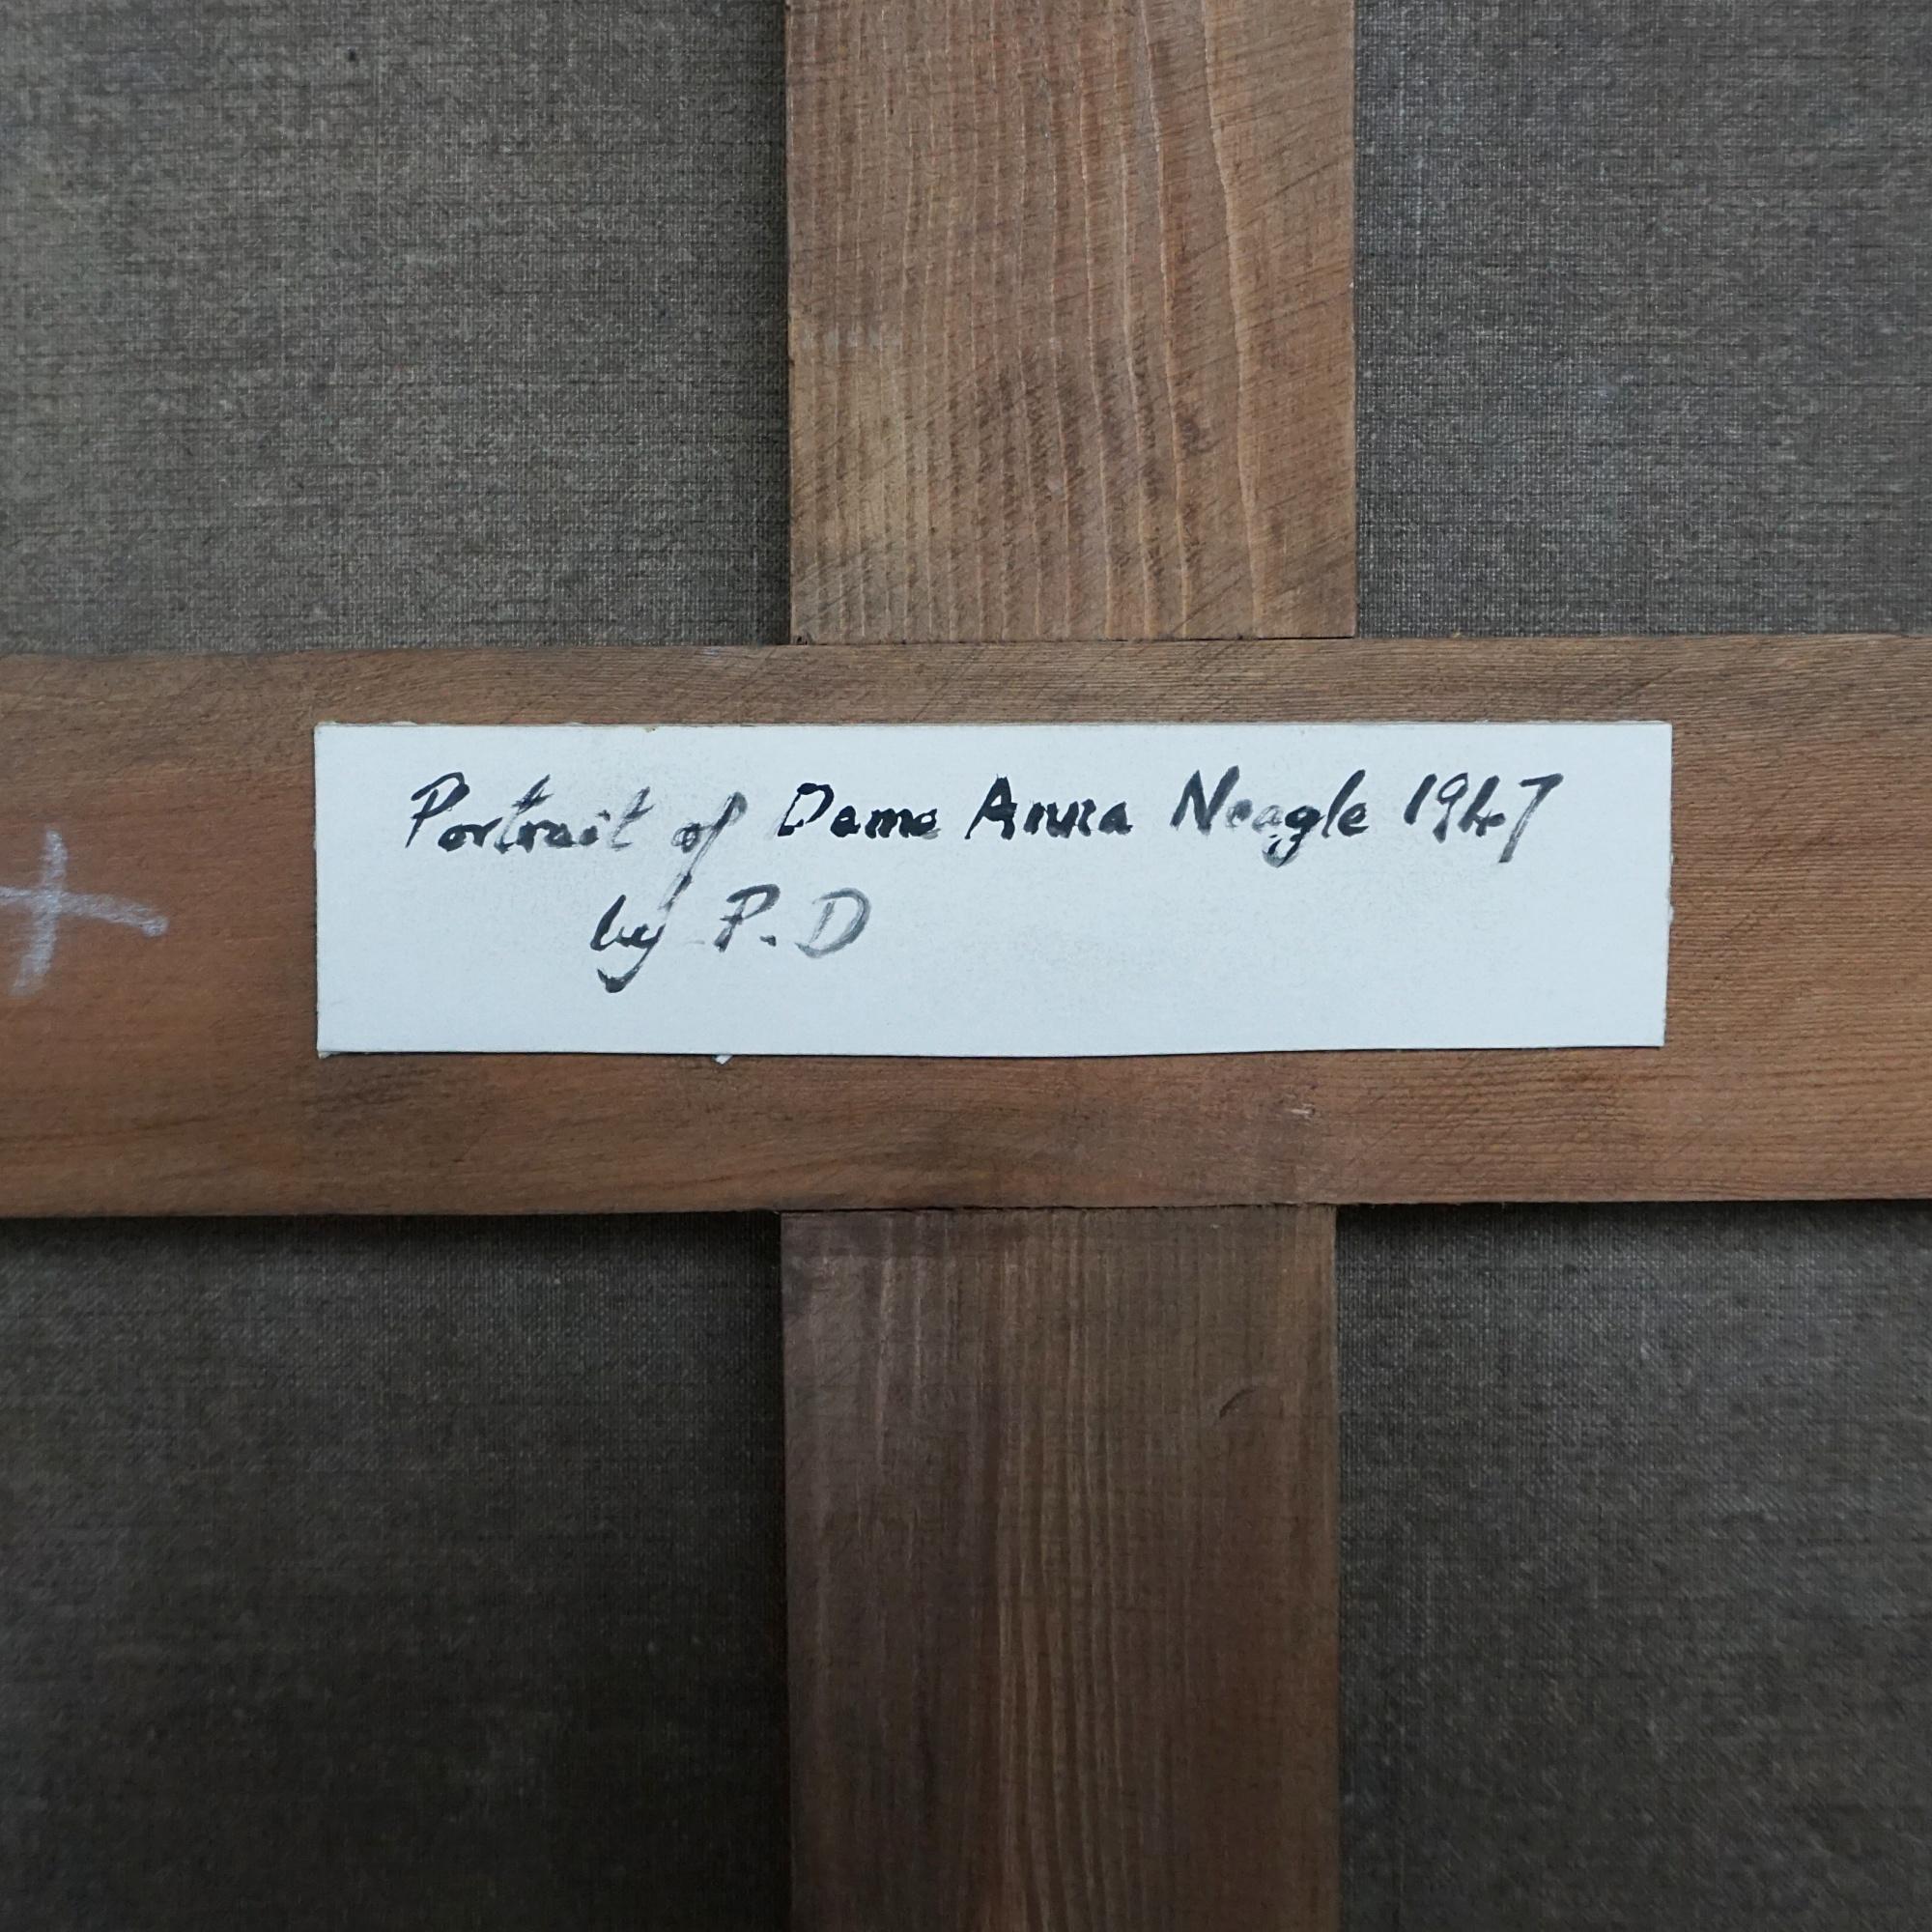 Portrait of Dame Anna Neagle 1947
by P.D